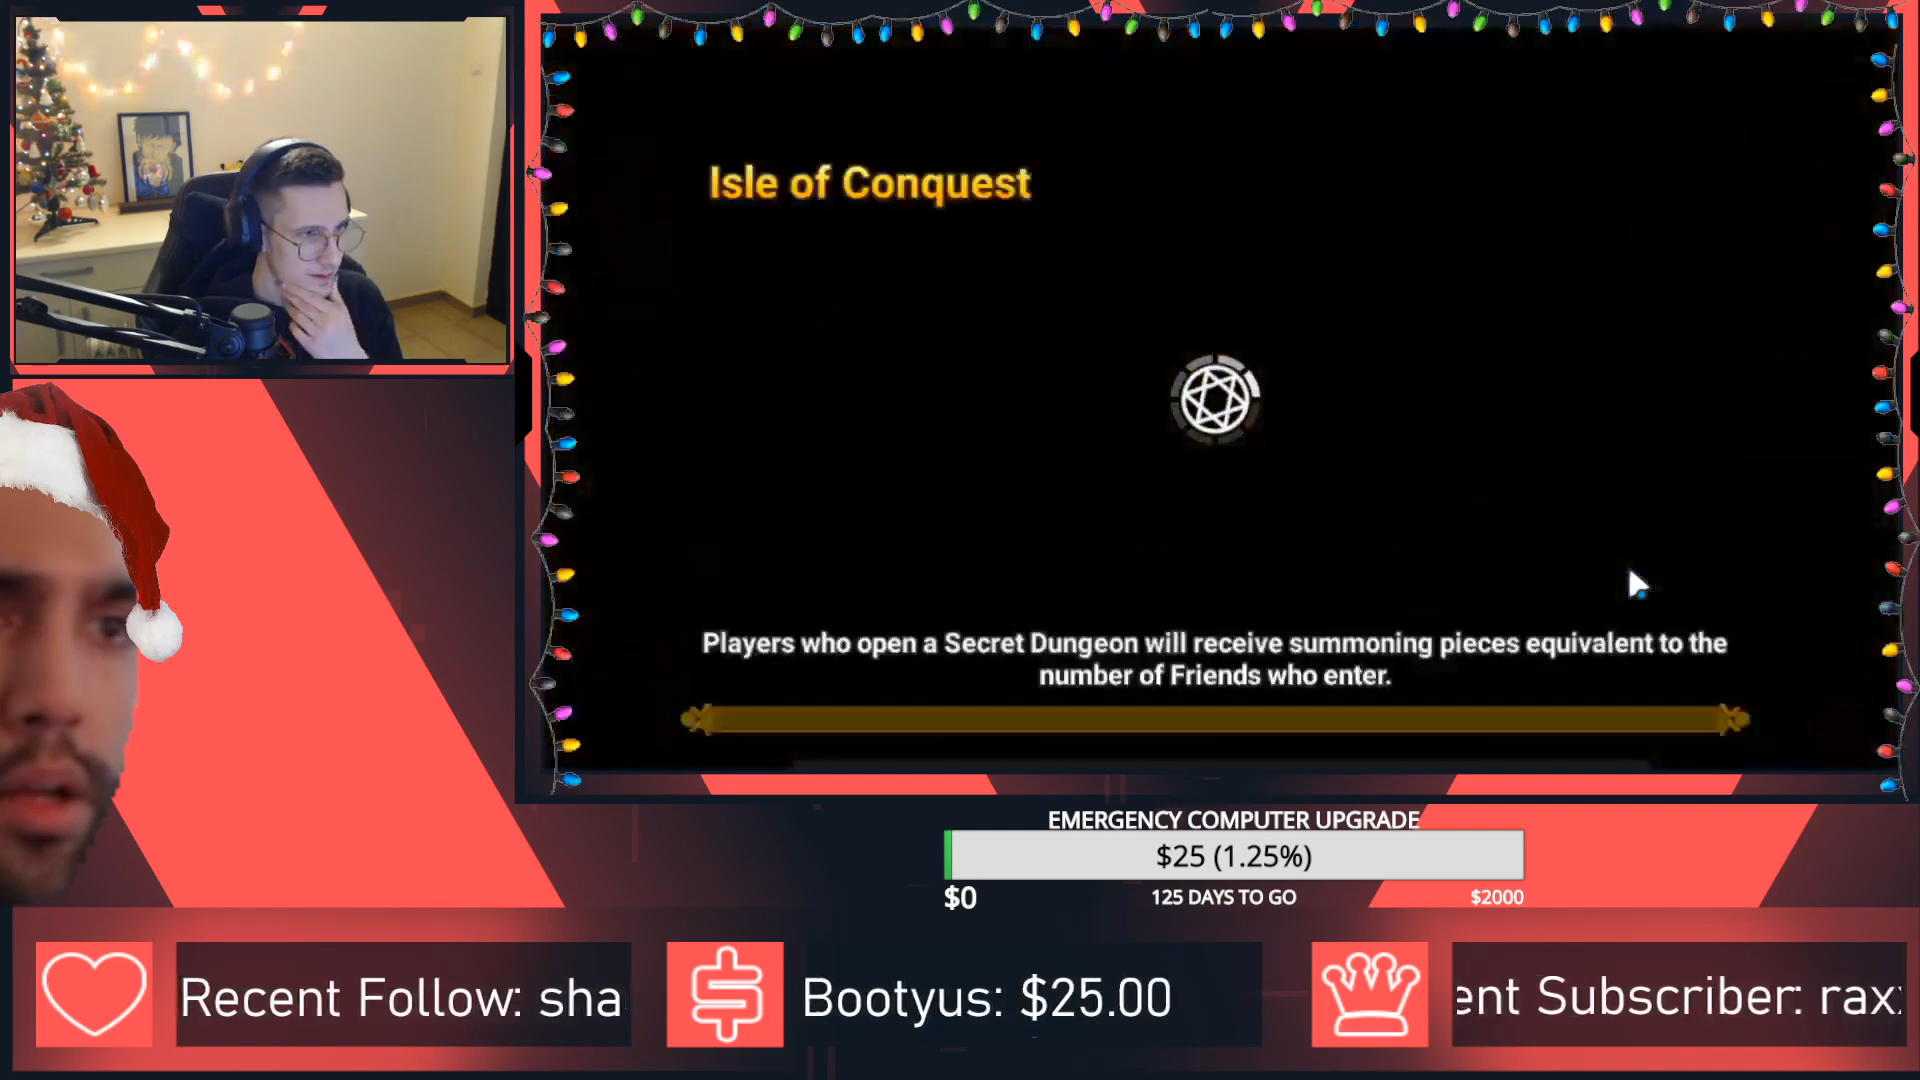 Isle of Conquest
Players who open a Secret Dungeon will receive summoning pieces equivalent to the
number of Friends who enter.
EMERGENCY COMPUTER UPGRADE
$25 (1.25%)
$0
125 DAYS TO GO
$2000
Recent Follow: sha
Bootyus: $25.00
ent Subscriber: rax